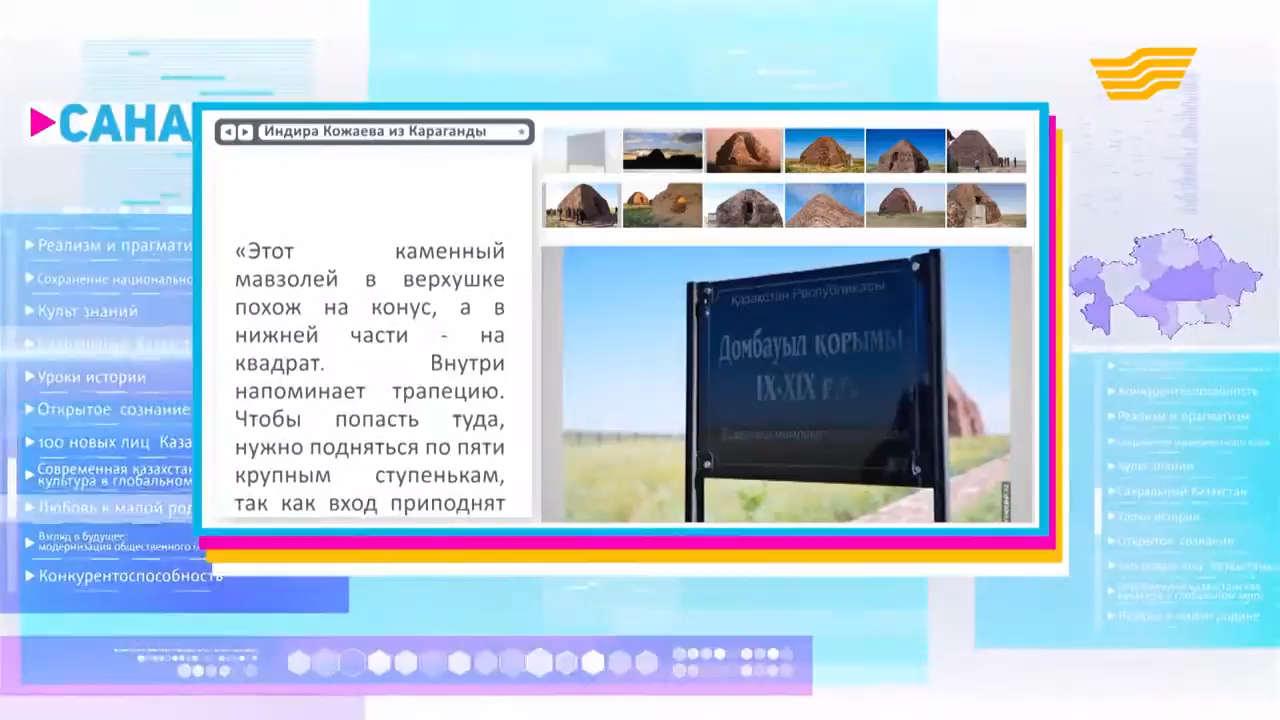 САНА
Индира Кожаева из Караганды
Реализм и прагмати
Сохранение национально
Культ знаний
Уроки истории
Открытое сознание
100 новых лиц Каза
Современная казахстан
культура в глобальном
Любовь к малой род
Взгляд в будущее:
модернизация общественного
Конкурентоспособность
«Этот каменный
мавзолей в верхушке
похож на конус, а в
нижней части - на
квадрат. Внутри
напоминает трапецию.
Чтобы попасть туда,
нужно подняться по пяти
крупным ступенькам,
так как вход приподнят
Қазақстан Республикасы
Домбауыл қорымы
IX-XIX ғ.ғ.
Конкурентоспособность
Реализм и прагматизм
Культ знаний
Сакральный Казахстан
Уроки истории
Открытое сознание